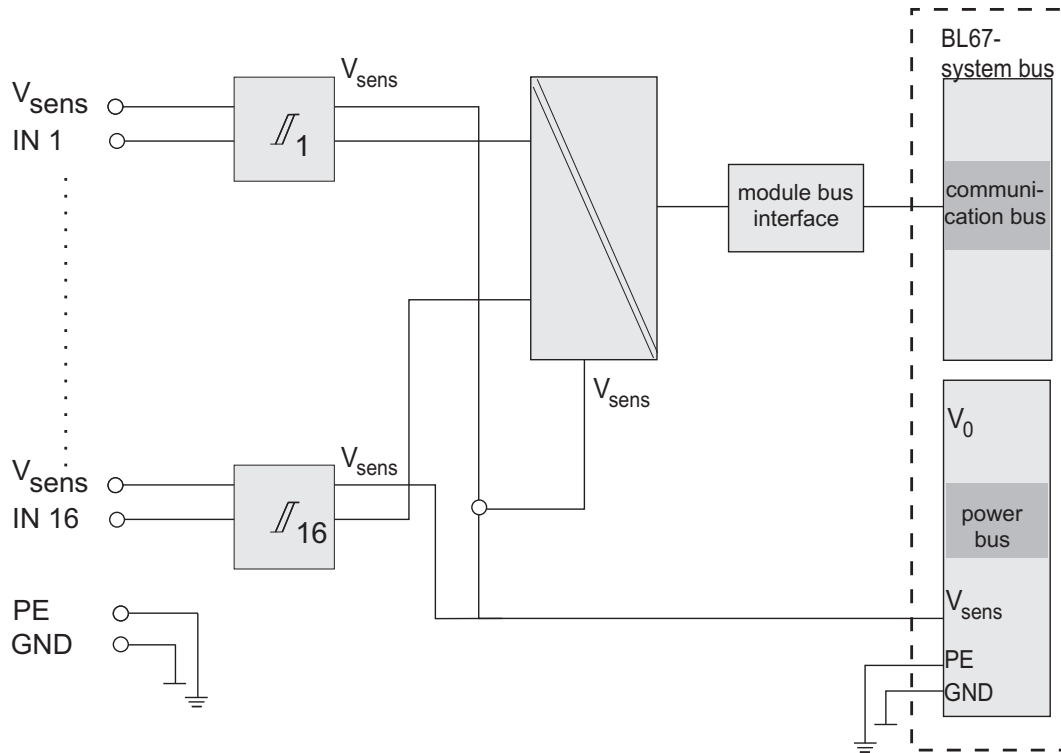 BL67-
system bus
Vsens
Vsens
IN 1
1
module bus
interface
communi-
cation bus
Vsens
V0
Vsens
Vsens
IN 16
16
power
bus
PE
GND
Vsens
PE
GND